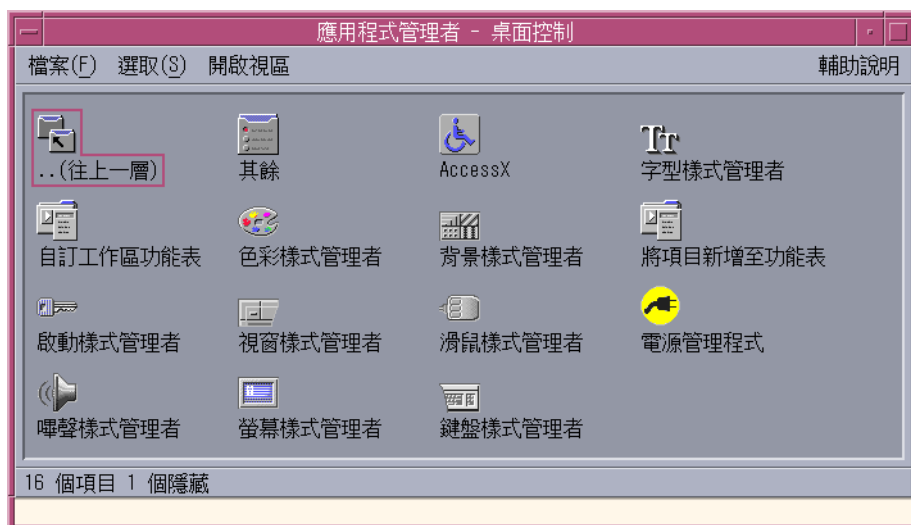 應用程式管理者 - 桌面控制
檔案(F) 選取(S) 開啟視區 輔助說明
..(往上一層) 其餘 AccessX 字型樣式管理者
自訂工作區功能表 色彩樣式管理者 背景樣式管理者 將項目新增至功能表
啟動樣式管理者 視窗樣式管理者 滑鼠樣式管理者 電源管理程式
嗶聲樣式管理者 螢幕樣式管理者 鍵盤樣式管理者
16 個項目 1 個隱藏